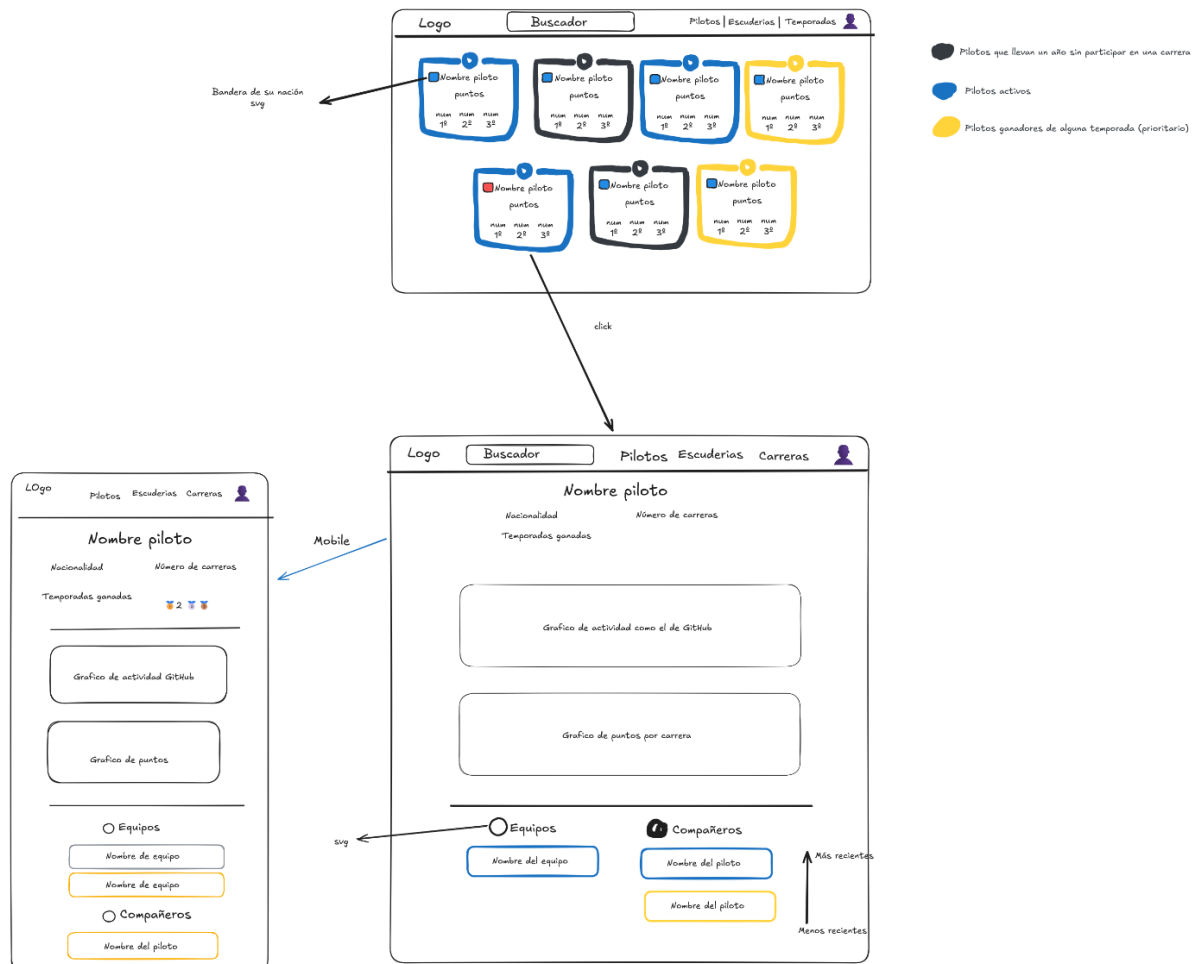 Logo
Buscador
Pilotos | Escuderias | Temporadas
Pilotos que llevan un año sin participar en una carrera
Pilotos activos
Pilotos ganadores de alguna temporada (prioritario)
Bandera de su nación
svg
Nombre piloto
puntos
num num num
1º 2º 3º
Nombre piloto
puntos
num num num
1º 2º 3º
Nombre piloto
puntos
num num num
1º 2º 3º
Nombre piloto
puntos
num num num
1º 2º 3º
Nombre piloto
puntos
num num num
1º 2º 3º
Nombre piloto
puntos
num num num
1º 2º 3º
Nombre piloto
puntos
num num num
1º 2º 3º
click
Logo
Buscador
Pilotos Escuderias Carreras
Nombre piloto
Nacionalidad
Número de carreras
Temporadas ganadas
Grafico de actividad como el de GitHub
Grafico de puntos por carrera
svg
Equipos
Nombre del equipo
Compañeros
Nombre del piloto
Nombre del piloto
Más recientes
Menos recientes
Mobile
LOgo
Pilotos Escuderias Carreras
Nombre piloto
Nacionalidad
Número de carreras
Temporadas ganadas
🥇2 🥈 🥉
Grafico de actividad GitHub
Grafico de puntos
Equipos
Nombre de equipo
Nombre de equipo
Compañeros
Nombre del piloto